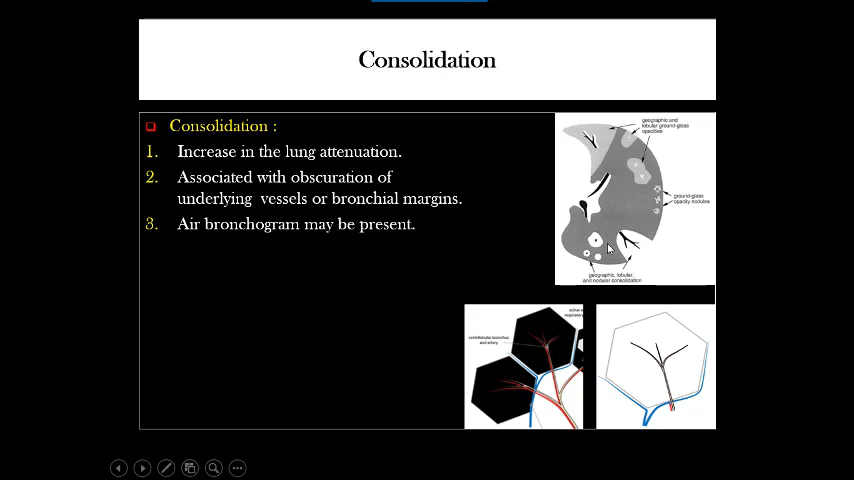 Consolidation
Consolidation :
1. Increase in the lung attenuation.
2. Associated with obscuration of
underlying vessels or bronchial margins.
3. Air bronchogram may be present.
geographic and
lobular ground-glass
opacities
ground-glass
opacity nodules
geographic, lobular,
and nodular consolidation
centrilobular bronchus
and artery